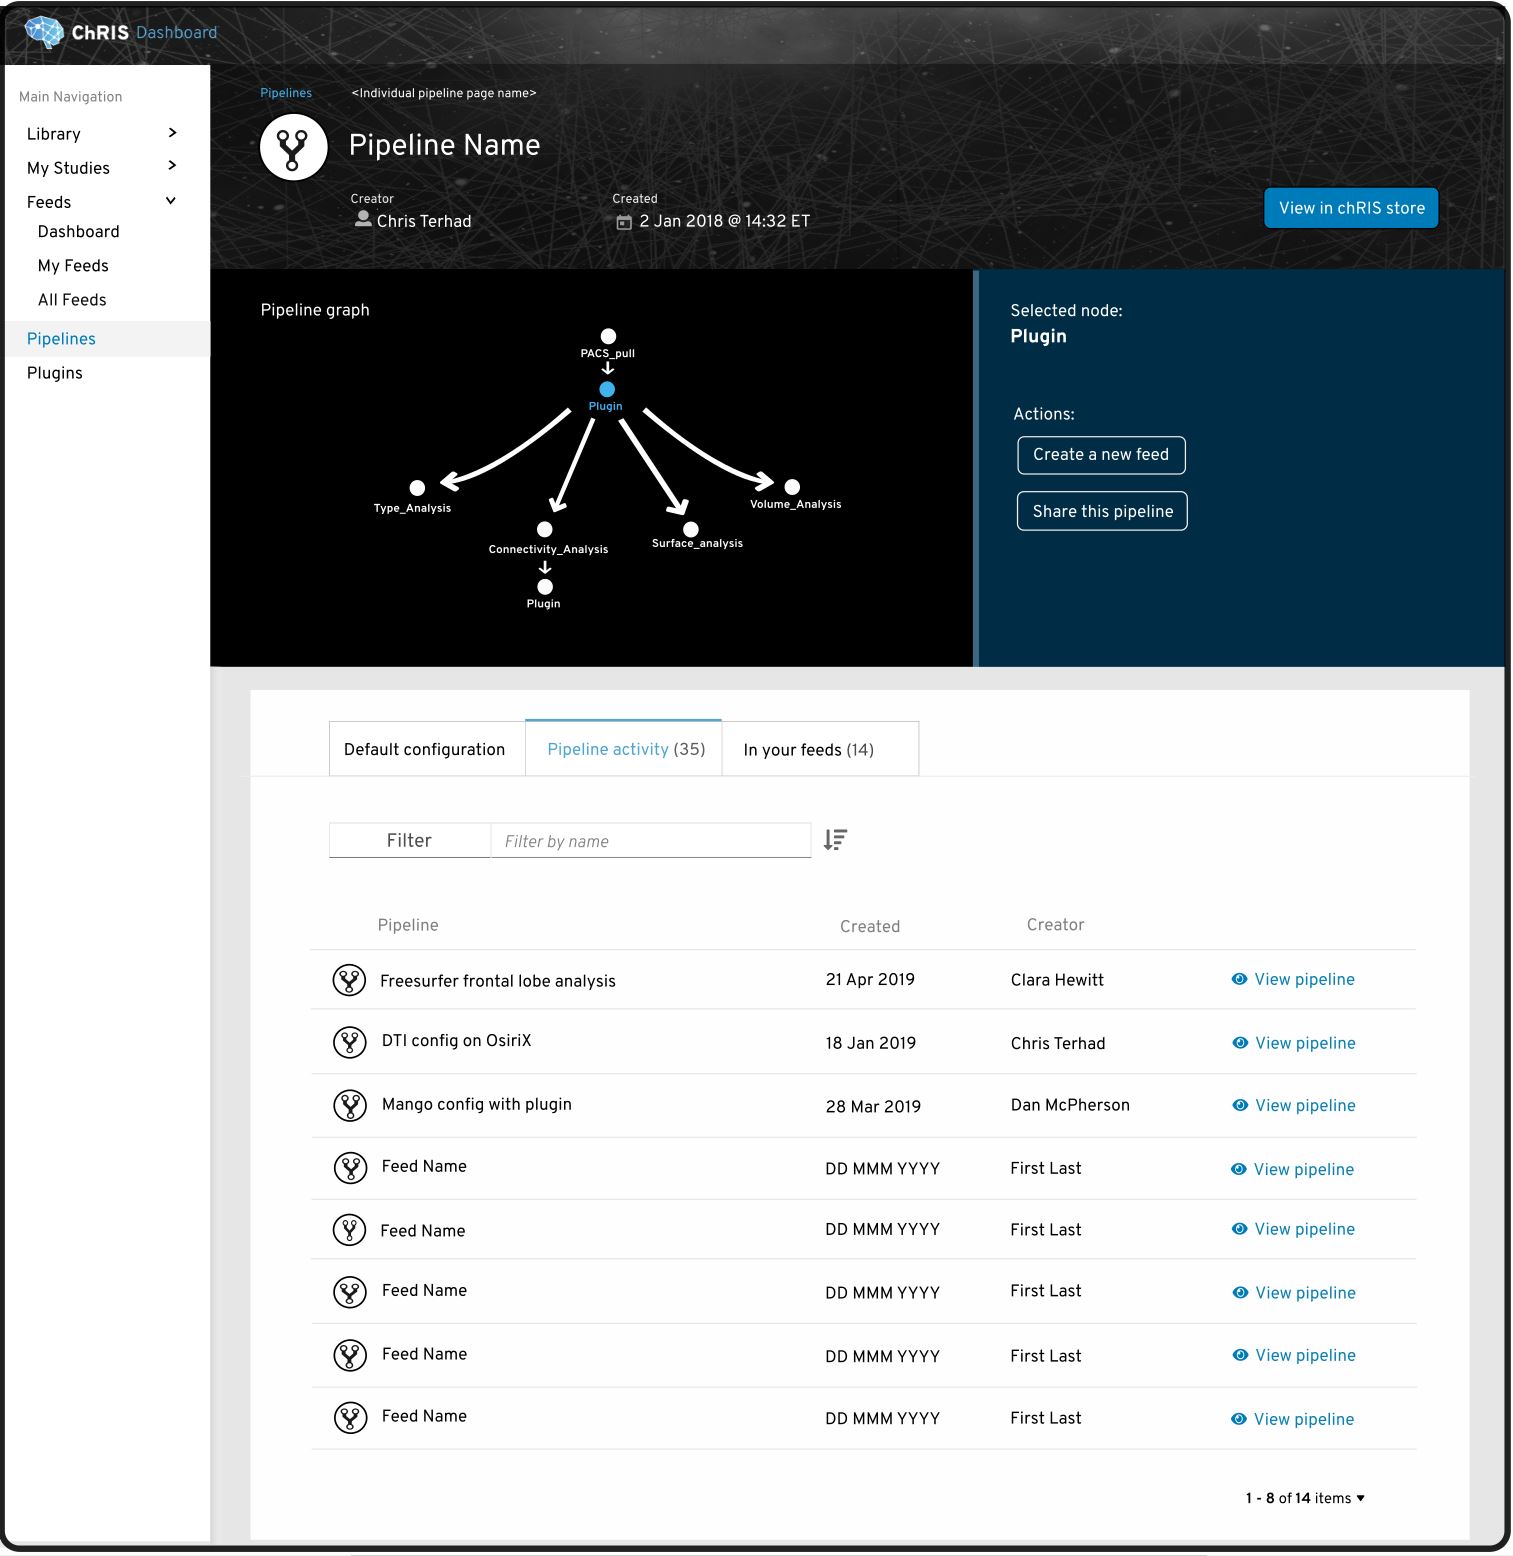 ChRIS Dashboard
Main Navigation
Library
My Studies
Feeds
Dashboard
My Feeds
All Feeds
Pipelines
Plugins
Pipelines <Individual pipeline page name>
Pipeline Name
Creator Created
Chris Terhad 2 Jan 2018 @ 14:32 ET
View in chRIS store
Pipeline graph
PACS_pull
Plugin
Type_Analysis
Volume_Analysis
Connectivity_Analysis
Surface_analysis
Plugin
Selected node:
Plugin
Actions:
Create a new feed
Share this pipeline
Default configuration Pipeline activity (35) In your feeds (14)
Filter Filter by name
Pipeline Created Creator
Freesurfer frontal lobe analysis 21 Apr 2019 Clara Hewitt View pipeline
DTI config on OsiriX 18 Jan 2019 Chris Terhad View pipeline
Mango config with plugin 28 Mar 2019 Dan McPherson View pipeline
Feed Name DD MMM YYYY First Last View pipeline
Feed Name DD MMM YYYY First Last View pipeline
Feed Name DD MMM YYYY First Last View pipeline
Feed Name DD MMM YYYY First Last View pipeline
Feed Name DD MMM YYYY First Last View pipeline
1 - 8 of 14 items